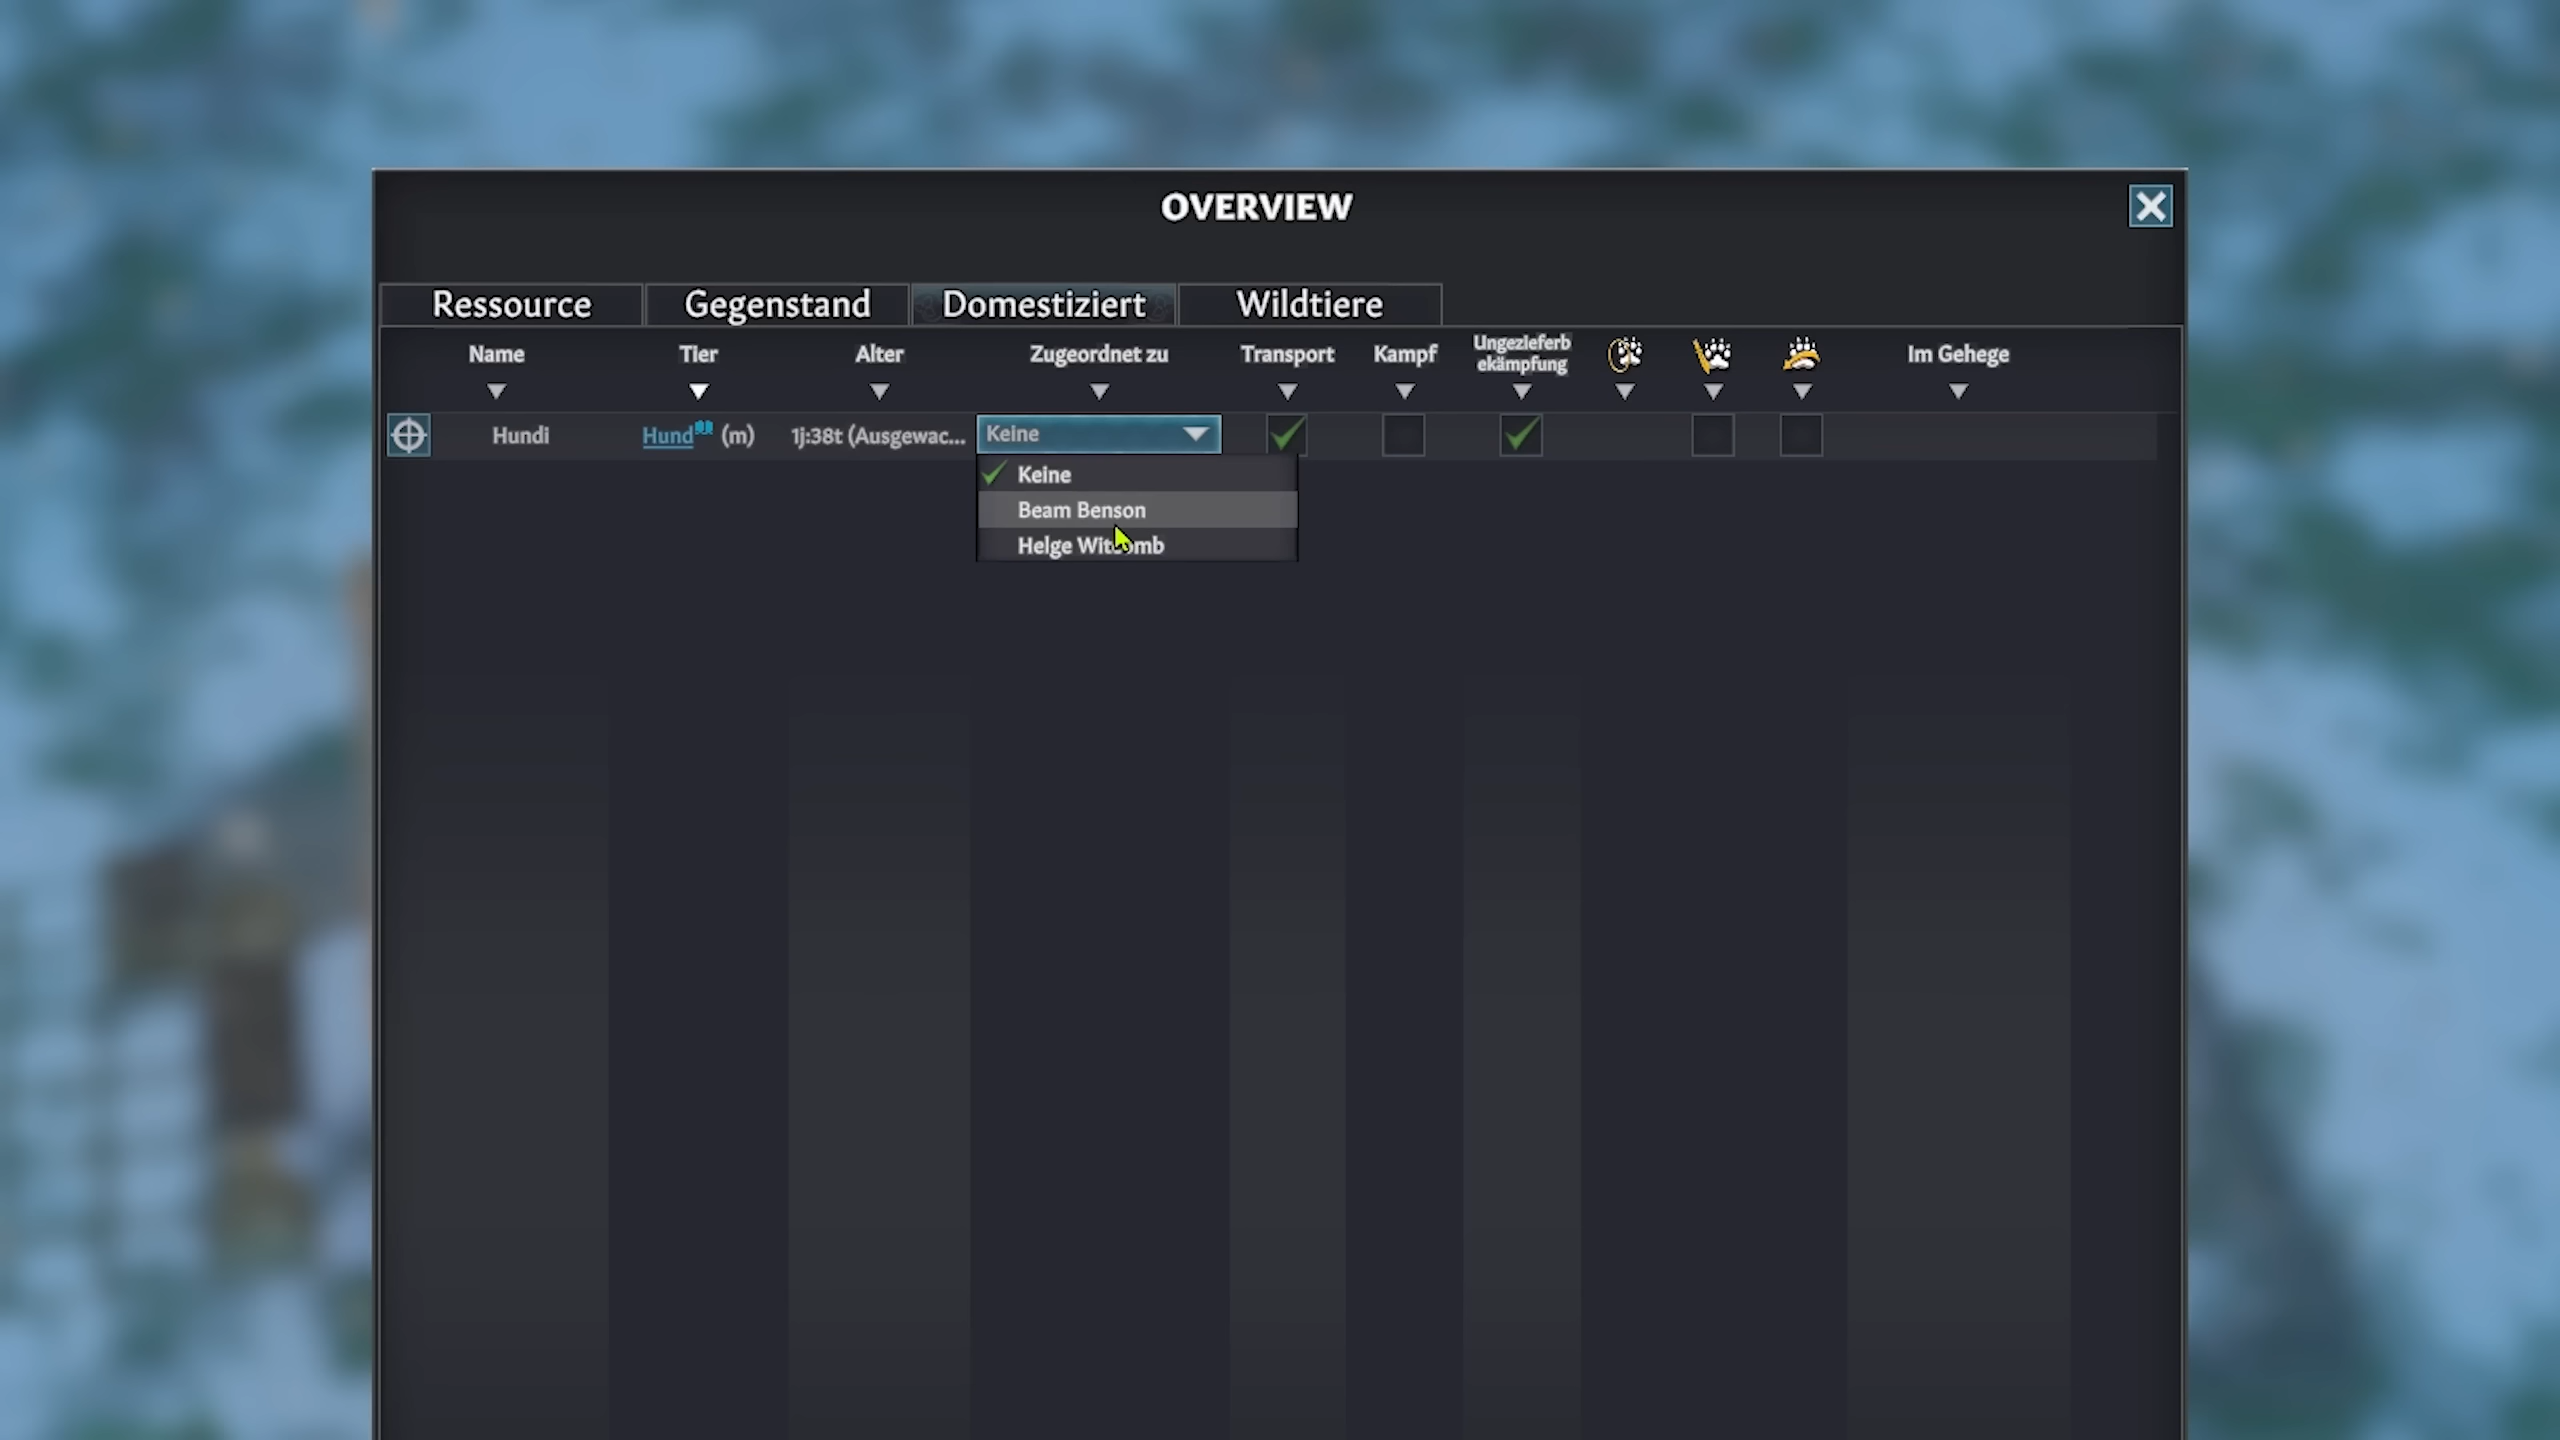 OVERVIEW
Ressource Gegenstand Domestiziert Wildtiere
Name Tier Alter Zugeordnet zu Transport Kampf Ungezieferb Im Gehege
ekämpfung
Hundi Hund (m) 1j:38t (Ausgewac... Keine
Keine
Beam Benson
Helge